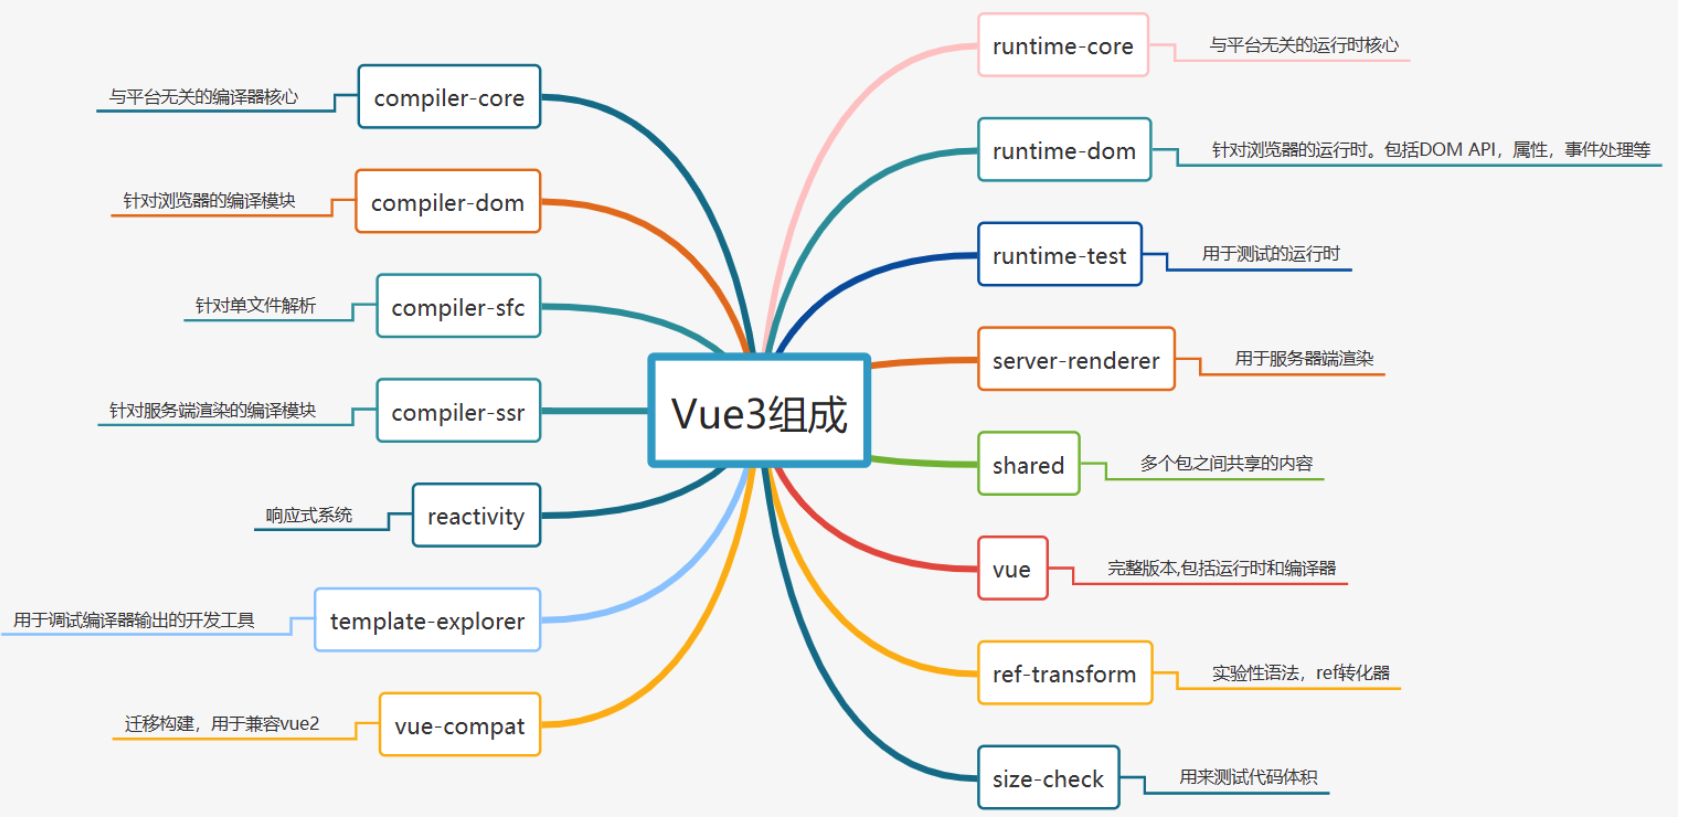 Vue3组成
compiler-core
与平台无关的编译器核心
compiler-dom
针对浏览器的编译模块
compiler-sfc
针对单文件解析
compiler-ssr
针对服务端渲染的编译模块
reactivity
响应式系统
template-explorer
用于调试编译器输出的开发工具
vue-compat
迁移构建，用于兼容vue2
runtime-core
与平台无关的运行时核心
runtime-dom
针对浏览器的运行时。包括DOM API，属性，事件处理等
runtime-test
用于测试的运行时
server-renderer
用于服务器端渲染
shared
多个包之间共享的内容
vue
完整版本,包括运行时和编译器
ref-transform
实验性语法，ref转化器
size-check
用来测试代码体积